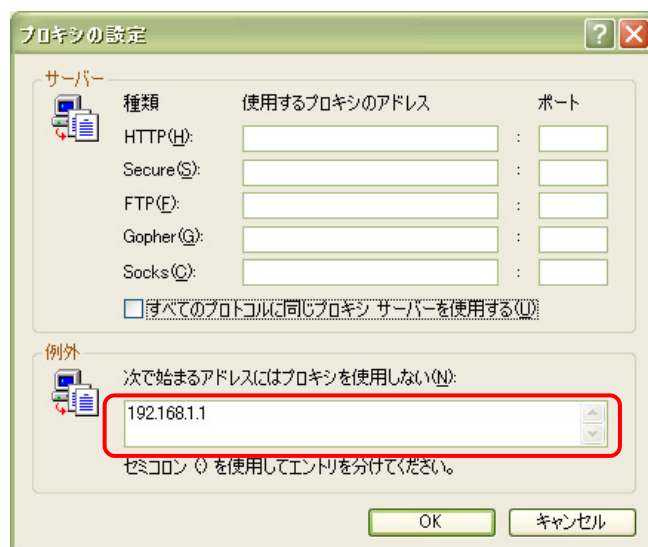 プロキシの設定
サーバー
種類 使用するプロキシのアドレス ポート
HTTP(H): :
Secure(S): :
FTP(F): :
Gopher(G): :
Socks(C): :
すべてのプロトコルに同じプロキシ サーバーを使用する(U)
例外
次で始まるアドレスにはプロキシを使用しない(N):
192.168.1.1
セミコロン (;) を使用してエントリを分けてください。
OK キャンセル